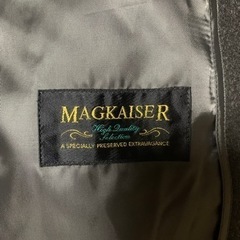 MAGKAISER
High Quality
Selection
A SPECIALLY PRESERVED EXTRAVAGANCE